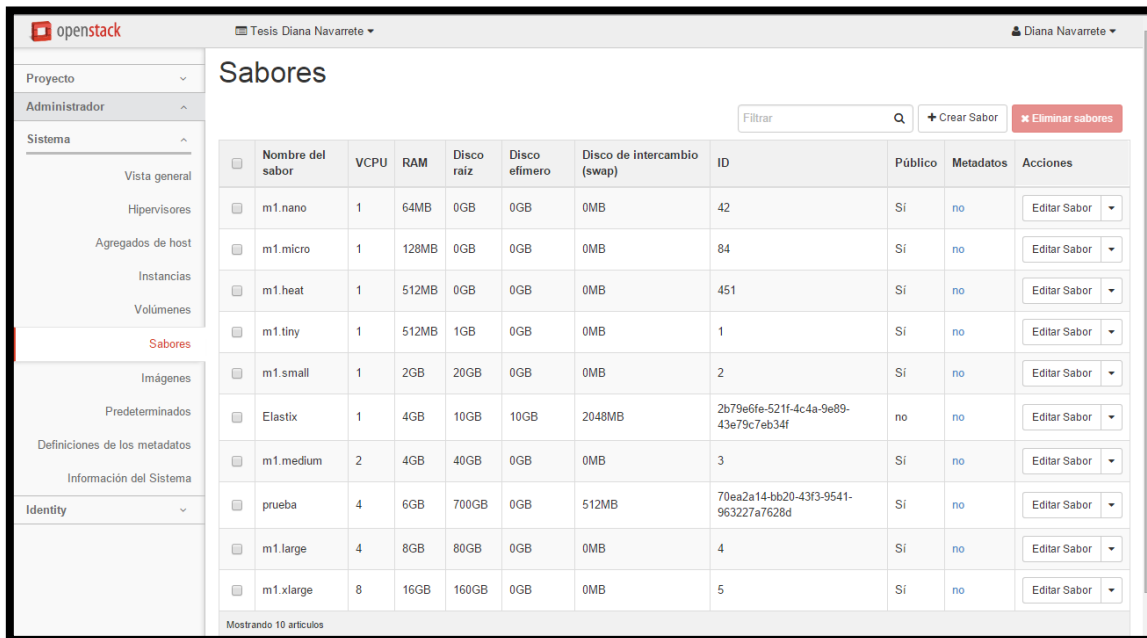 openstack
Tesis Diana Navarrete
Diana Navarrete
Proyecto
Administrador
Sistema
Vista general
Hipervisores
Agregados de host
Instancias
Volúmenes
Sabores
Imágenes
Predeterminados
Definiciones de los metadatos
Información del Sistema
Identity
Sabores
Filtrar
+ Crear Sabor
✖ Eliminar sabores
Nombre del sabor VCPU RAM Disco raíz Disco efímero Disco de intercambio (swap) ID Público Metadatos Acciones
m1.nano 1 64MB 0GB 0GB 0MB 42 Sí no Editar Sabor
m1.micro 1 128MB 0GB 0GB 0MB 84 Sí no Editar Sabor
m1.heat 1 512MB 0GB 0GB 0MB 451 Sí no Editar Sabor
m1.tiny 1 512MB 1GB 0GB 0MB 1 Sí no Editar Sabor
m1.small 1 2GB 20GB 0GB 0MB 2 Sí no Editar Sabor
Elastix 1 4GB 10GB 10GB 2048MB 2b79e6fe-521f-4c4a-9e89-43e79c7eb34f no no Editar Sabor
m1.medium 2 4GB 40GB 0GB 0MB 3 Sí no Editar Sabor
prueba 4 6GB 700GB 0GB 512MB 70ea2a14-bb20-43f3-9541-963227a7628d Sí no Editar Sabor
m1.large 4 8GB 80GB 0GB 0MB 4 Sí no Editar Sabor
m1.xlarge 8 16GB 160GB 0GB 0MB 5 Sí no Editar Sabor
Mostrando 10 artículos